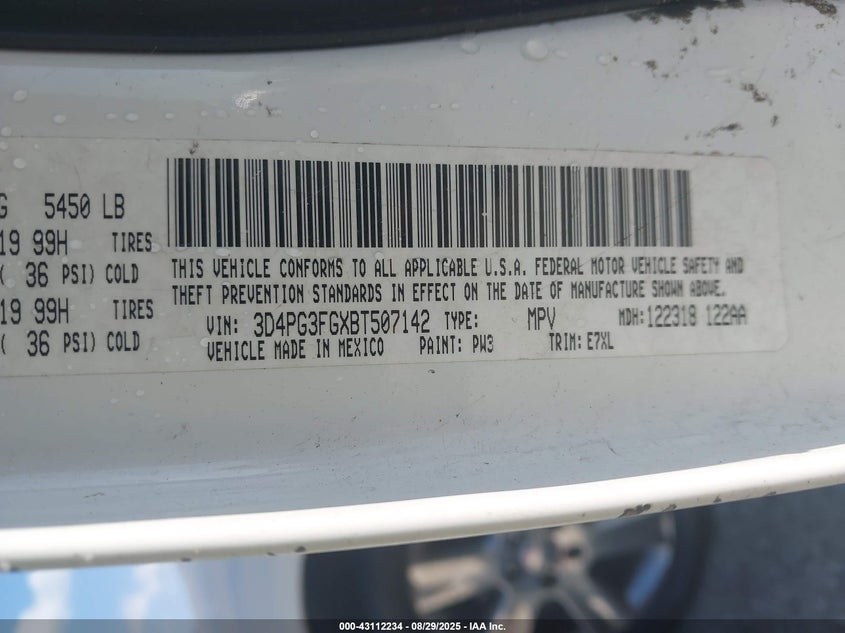 G 5450 LB
19 99H TIRES
( 36 PSI) COLD
19 99H TIRES
( 36 PSI) COLD
THIS VEHICLE CONFORMS TO ALL APPLICABLE U.S.A. FEDERAL MOTOR VEHICLE SAFETY AND
THEFT PREVENTION STANDARDS IN EFFECT ON THE DATE OF MANUFACTURE SHOWN ABOVE.
VIN: 3D4PG3FGXBT507142 TYPE: MPV MDH:122318 122AA
VEHICLE MADE IN MEXICO PAINT: PW3 TRIM: E7XL
000-43112234 - 08/29/2025 - IAA Inc.